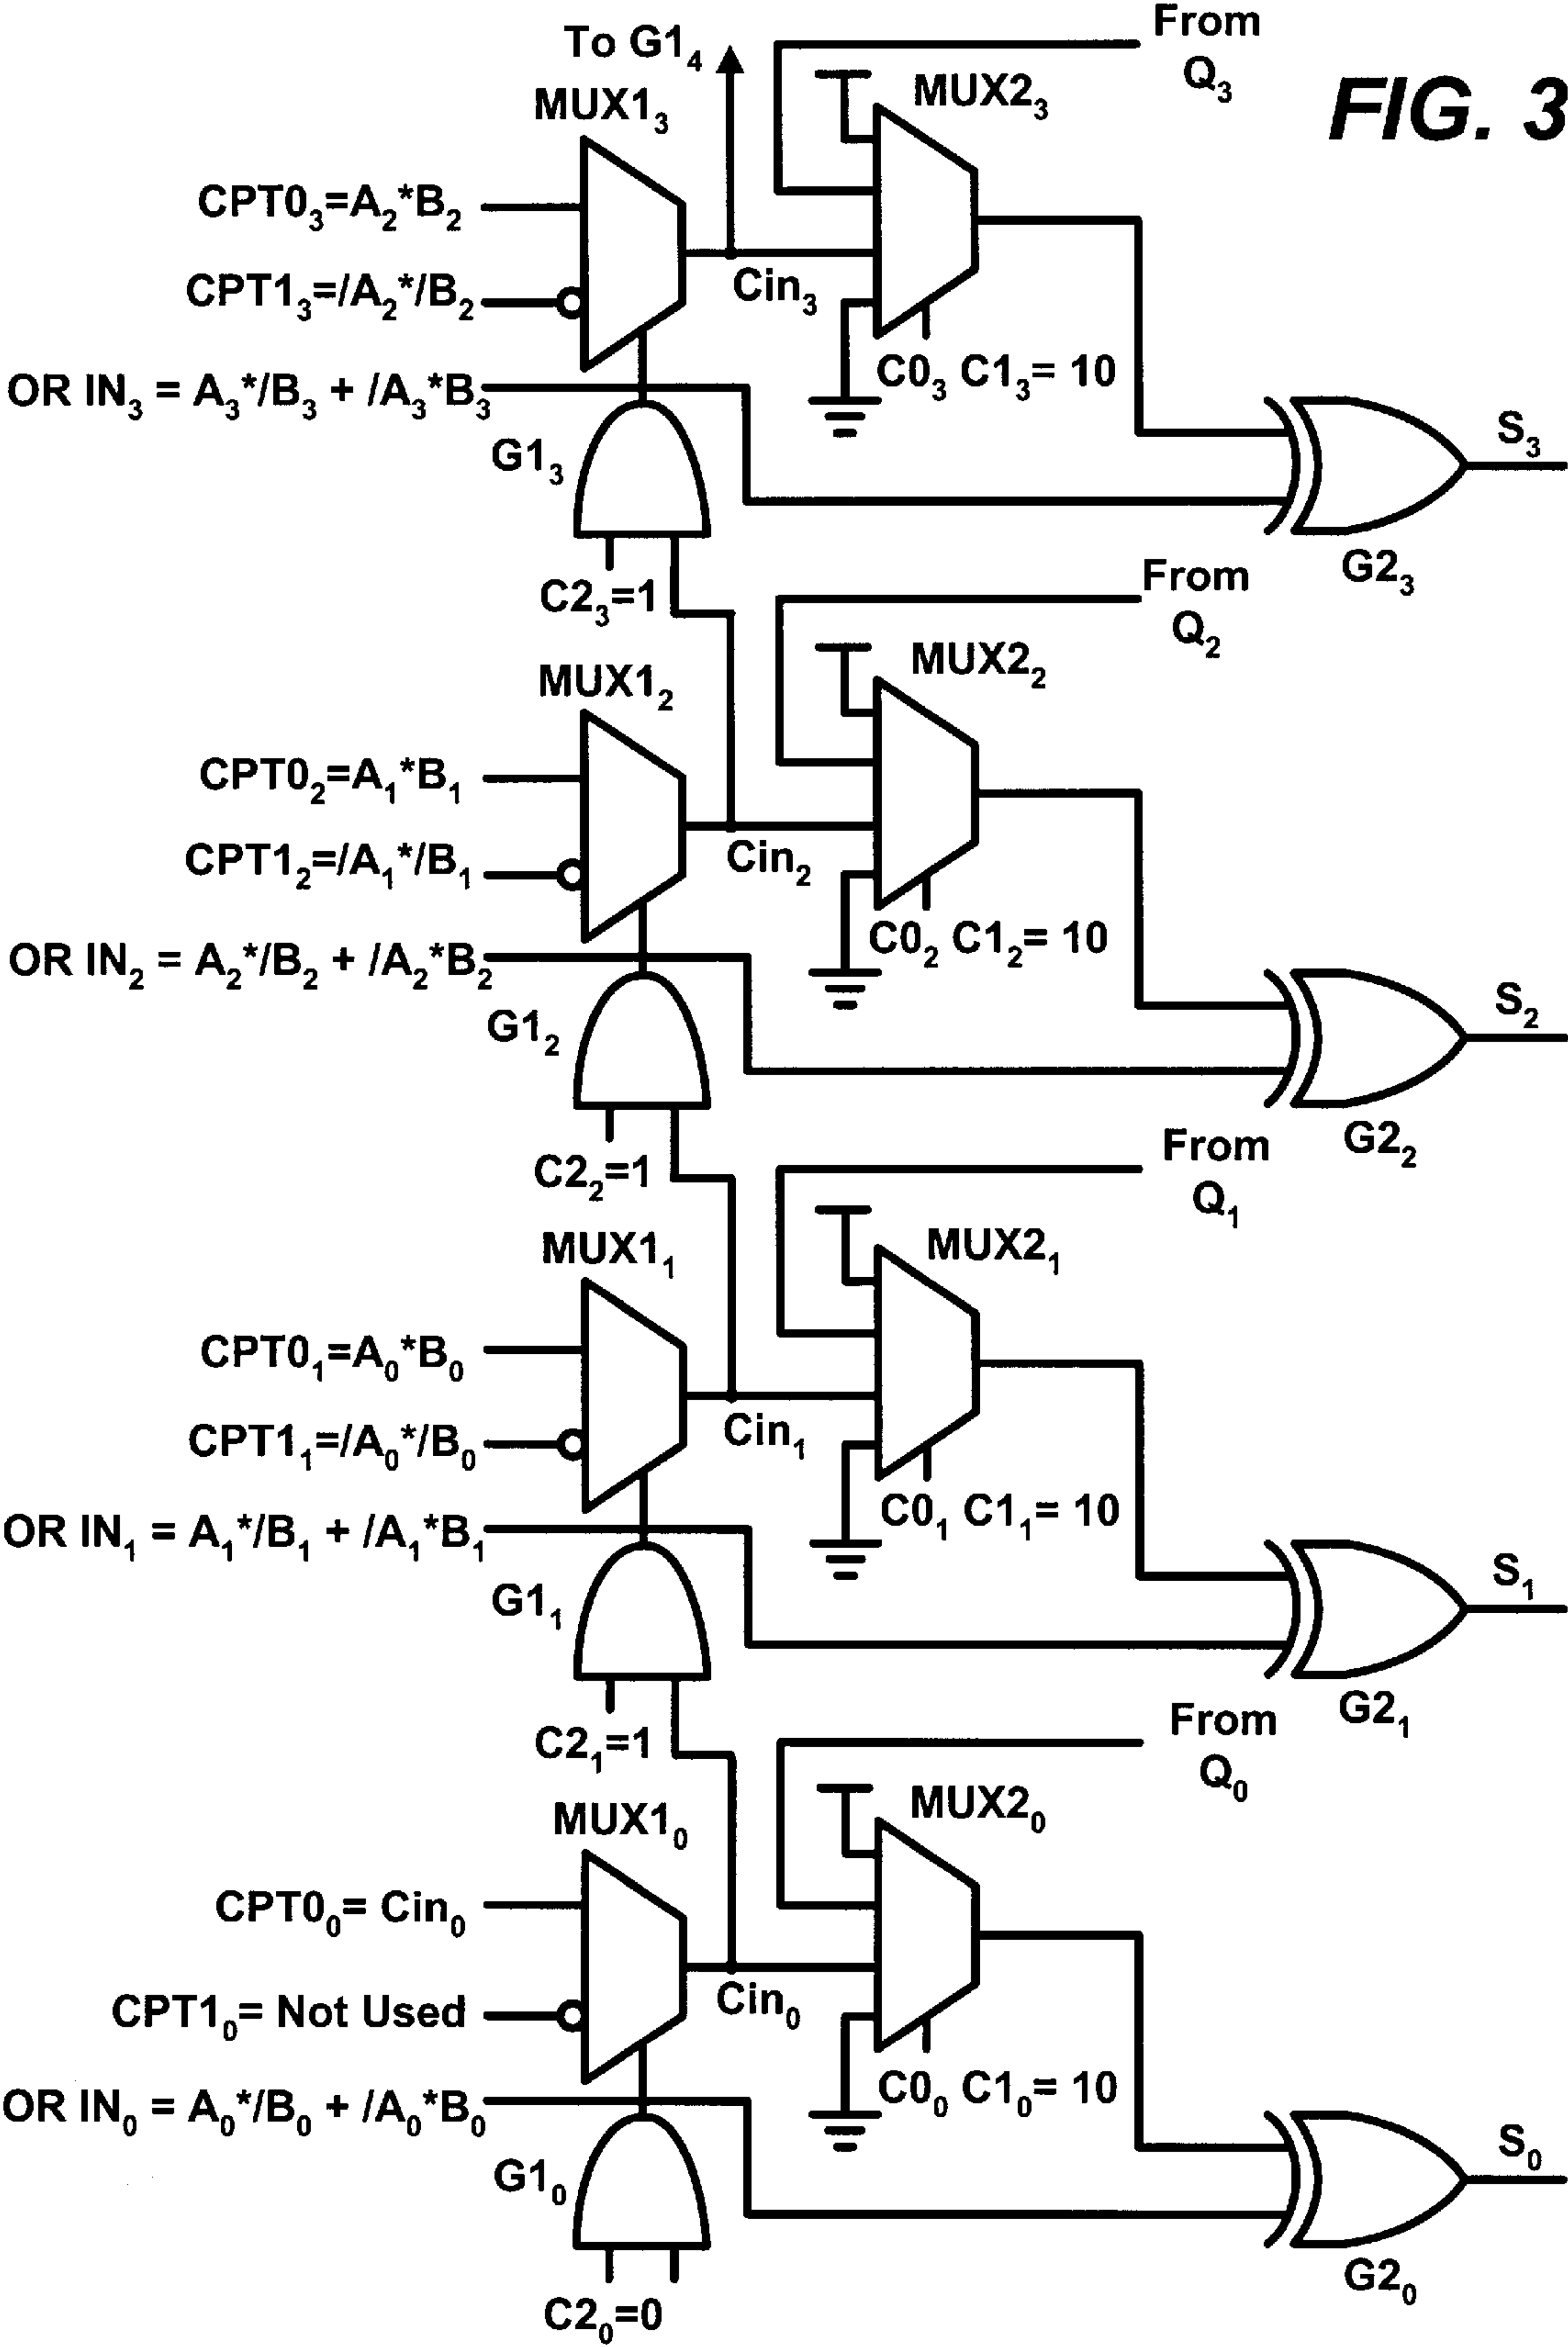 FIG. 3
To G1₄
From
Q₃
MUX1₃
MUX2₃
CPT0₃=A₂*B₂
CPT1₃=/A₂*/B₂
Cin₃
C0₃ C1₃= 10
OR IN₃ = A₃*/B₃ + /A₃*B₃
G1₃
S₃
G2₃
C2₃=1
From
Q₂
MUX1₂
MUX2₂
CPT0₂=A₁*B₁
CPT1₂=/A₁*/B₁
Cin₂
C0₂ C1₂= 10
OR IN₂ = A₂*/B₂ + /A₂*B₂
G1₂
S₂
G2₂
C2₂=1
From
Q₁
MUX1₁
MUX2₁
CPT0₁=A₀*B₀
CPT1₁=/A₀*/B₀
Cin₁
C0₁ C1₁= 10
OR IN₁ = A₁*/B₁ + /A₁*B₁
G1₁
S₁
G2₁
C2₁=1
From
Q₀
MUX1₀
MUX2₀
CPT0₀= Cin₀
CPT1₀= Not Used
Cin₀
C0₀ C1₀= 10
OR IN₀ = A₀*/B₀ + /A₀*B₀
G1₀
S₀
G2₀
C2₀=0